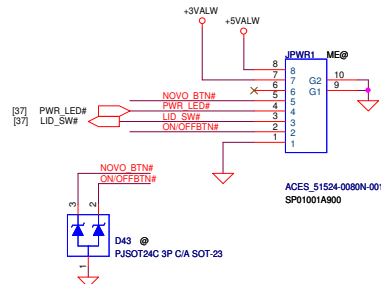 +3VALW
+5VALW
JPWR1 ME@
8 8
7 7
6 6
NOVO_BTN# 5 5
[37] PWR_LED# PWR_LED# 4 4
[37] LID_SW# LID_SW# 3 3
ON/OFFBTN# 2 2
1 1
G2 10
G1 9
ACES_51524-0080N-001
SP01001A900
NOVO_BTN#
ON/OFFBTN#
3 2
D43 @
PJSOT24C 3P C/A SOT-23
1